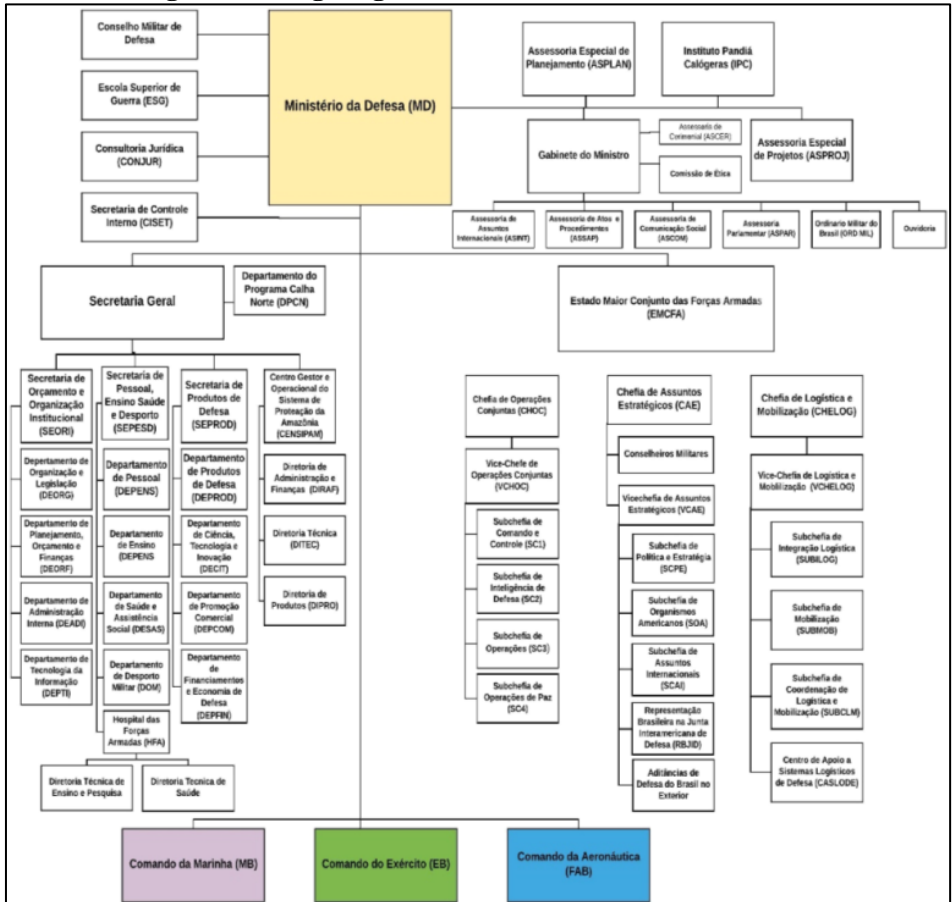 Conselho Militar de
Defesa
Escola Superior de
Guerra (ESG)
Consultoria Jurídica
(CONJUR)
Secretaria de Controle
Interno (CISET)
Ministério da Defesa (MD)
Assessoria Especial de
Planejamento (ASPLAN)
Instituto Pandiá
Calógeras (IPC)
Gabinete do Ministro
Assessoria de
Cerimonial (ASCER)
Comissão de Ética
Assessoria Especial
de Projetos (ASPROJ)
Assessoria de
Assuntos
Internacionais (ASINT)
Assessoria de Atos e
Procedimentos
(ASSAP)
Assessoria de
Comunicação Social
(ASCOM)
Assessoria
Parlamentar (ASPAR)
Ordinario Militar do
Brasil (ORD MIL)
Ouvidoria
Secretaria Geral
Departamento do
Programa Calha
Norte (DPCN)
Estado Maior Conjunto das Forças Armadas
(EMCFA)
Secretaria de
Orçamento e
Organização
Institucional
(SEORI)
Departamento de
Organização e
Legislação
(DEORG)
Departamento de
Planejamento,
Orçamento e
Finanças
(DEORF)
Departamento de
Administração
Interna (DEADI)
Departamento de
Tecnologia da
Informação
(DEPTI)
Secretaria de
Pessoal,
Ensino Saúde
e Desporto
(SEPESD)
Departamento
de Pessoal
(DEPENS)
Departamento
de Ensino
(DEPENS
Departamento
de Saúde e
Assistência
Social (DESAS)
Departamento
de Desporto
Militar (DOM)
Hospital das
Forças
Armadas (HFA)
Diretoria Técnica de
Ensino e Pesquisa
Diretoria Tecnica de
Saúde
Secretaria de
Produtos de
Defesa
(SEPROD)
Departamento
de Produtos
de Defesa
(DEPROD)
Departamento
de Ciência,
Tecnologia e
Inovação
(DECIT)
Departamento
de Promoção
Comercial
(DEPCOM)
Departamento
de
Financiamentos
e Economia de
Defesa
(DEPFIN)
Centro Gestor e
Operacional do
Sistema de
Proteação da
Amazônia
(CENSIPAM)
Diretoria de
Administração e
Finanças (DIRAF)
Diretoria Técnica
(DITEC)
Diretoria de
Produtos (DIPRO)
Chefia de Operações
Conjuntas (CHOC)
Vice-Chefe de
Operações Conjuntas
(VCHOC)
Subchefia de
Comando e
Controle (SC1)
Subchefia de
Inteligência de
Defesa (SC2)
Subchefia de
Operações (SC3)
Subchefia de
Operações de Paz
(SC4)
Chefia de Assuntos
Estratégicos (CAE)
Conselheiros Militares
Vicechefia de Assuntos
Estratégicos (VCAE)
Subchefia de
Política e Estratégia
(SCPE)
Subchefia de
Organismos
Americanos (SOA)
Subchefia de
Assuntos
Internacionais
(SCAI)
Representação
Brasileira na Junta
Interamericana de
Defesa (RBJID)
Aditâncias de
Defesa do Brasil no
Exterior
Chefia de Logística e
Mobilização (CHELOG)
Vice-Chefia de Logística e
Mobilização (VCHELOG)
Subchefia de
Integração Logística
(SUBILOG)
Subchefia de
Mobilização
(SUBMOB)
Subchefia de
Coordenação de
Logística e
Mobilização (SUBCLM)
Centro de Apoio a
Sistemas Logísticos
de Defesa (CASLODE)
Comando da Marinha (MB)
Comando do Exército (EB)
Comando da Aeronáutica
(FAB)